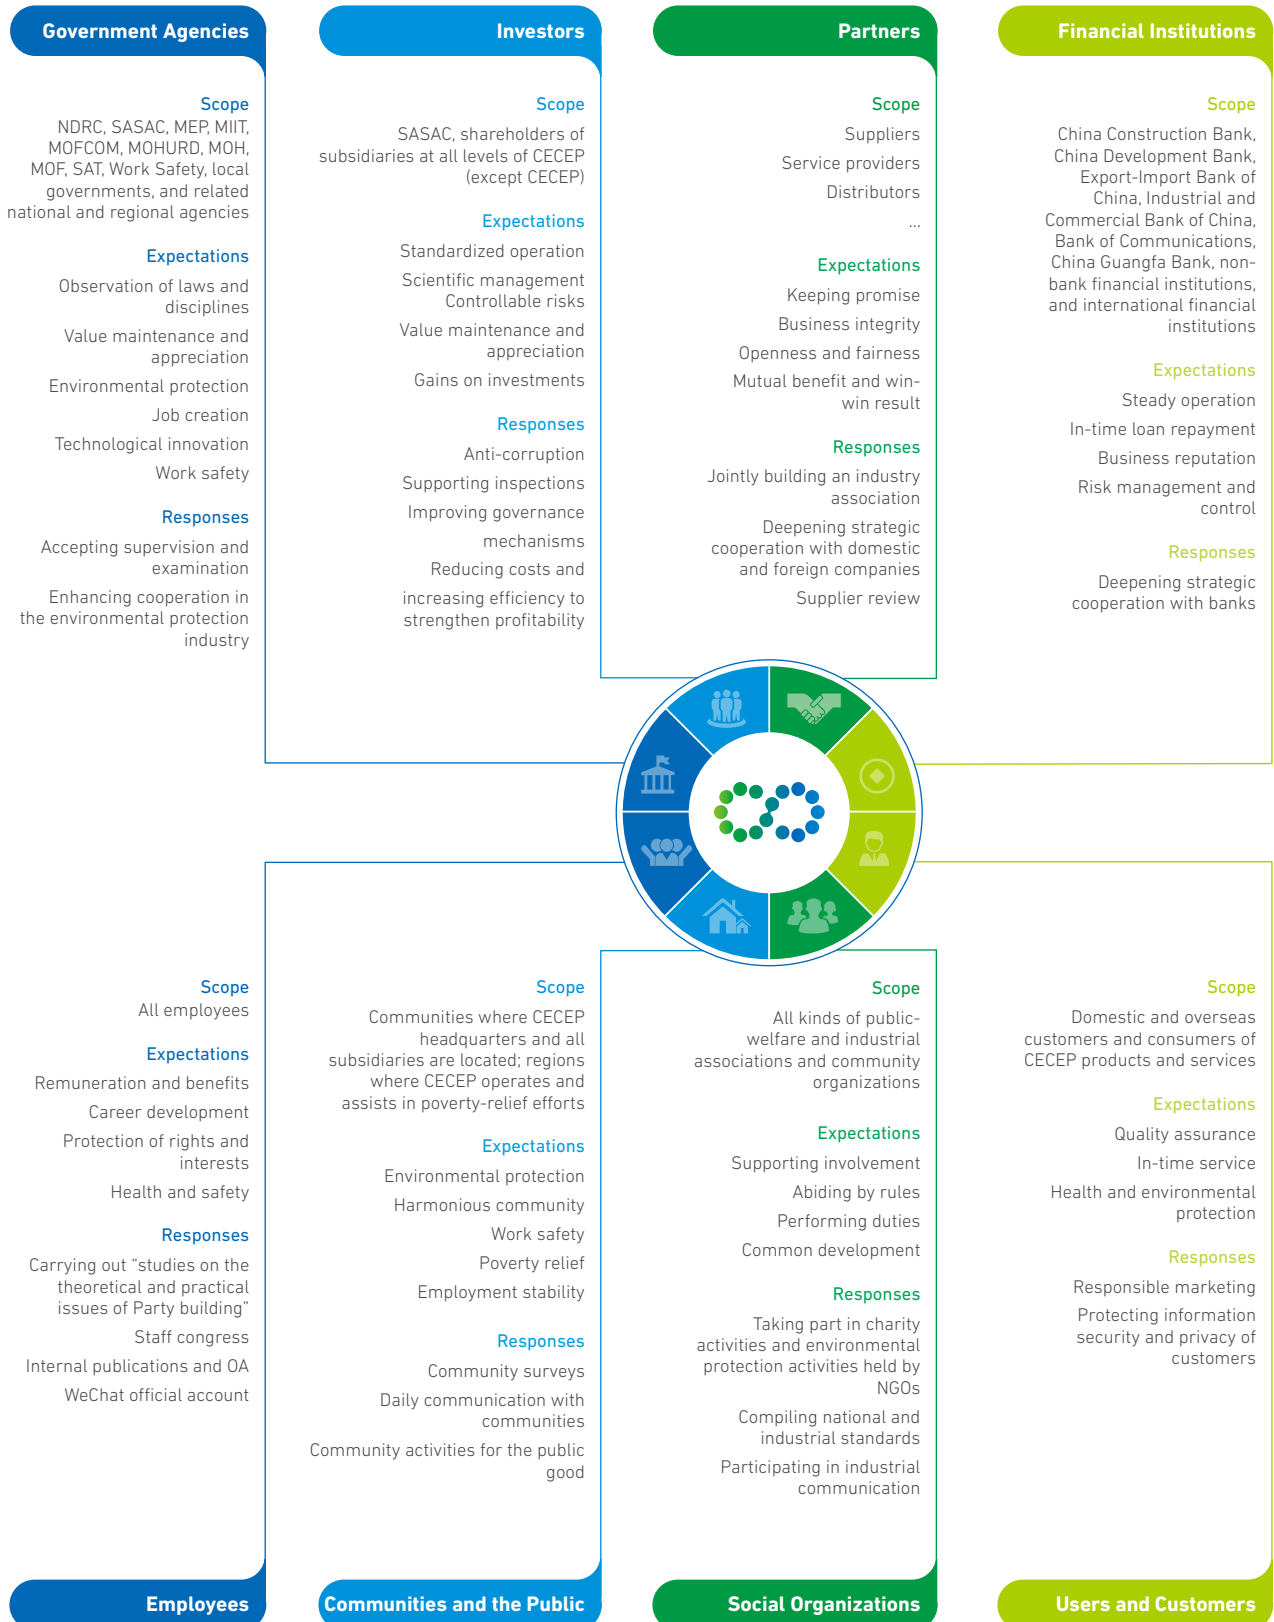 Government Agencies
Scope
NDRC, SASAC, MEP, MIIT,
MOFCOM, MOHURD, MOH,
MOF, SAT, Work Safety, local
governments, and related
national and regional agencies
Expectations
Observation of laws and
disciplines
Value maintenance and
appreciation
Environmental protection
Job creation
Technological innovation
Work safety
Responses
Accepting supervision and
examination
Enhancing cooperation in
the environmental protection
industry
Investors
Scope
SASAC, shareholders of
subsidiaries at all levels of CECEP
(except CECEP)
Expectations
Standardized operation
Scientific management
Controllable risks
Value maintenance and
appreciation
Gains on investments
Responses
Anti-corruption
Supporting inspections
Improving governance
mechanisms
Reducing costs and
increasing efficiency to
strengthen profitability
Partners
Scope
Suppliers
Service providers
Distributors
...
Expectations
Keeping promise
Business integrity
Openness and fairness
Mutual benefit and win-
win result
Responses
Jointly building an industry
association
Deepening strategic
cooperation with domestic
and foreign companies
Supplier review
Financial Institutions
Scope
China Construction Bank,
China Development Bank,
Export-Import Bank of
China, Industrial and
Commercial Bank of China,
Bank of Communications,
China Guangfa Bank, non-
bank financial institutions,
and international financial
institutions
Expectations
Steady operation
In-time loan repayment
Business reputation
Risk management and
control
Responses
Deepening strategic
cooperation with banks
Scope
All employees
Expectations
Remuneration and benefits
Career development
Protection of rights and
interests
Health and safety
Responses
Carrying out “studies on the
theoretical and practical
issues of Party building”
Staff congress
Internal publications and OA
WeChat official account
Employees
Scope
Communities where CECEP
headquarters and all
subsidiaries are located; regions
where CECEP operates and
assists in poverty-relief efforts
Expectations
Environmental protection
Harmonious community
Work safety
Poverty relief
Employment stability
Responses
Community surveys
Daily communication with
communities
Community activities for the public
good
Communities and the Public
Scope
All kinds of public-
welfare and industrial
associations and community
organizations
Expectations
Supporting involvement
Abiding by rules
Performing duties
Common development
Responses
Taking part in charity
activities and environmental
protection activities held by
NGOs
Compiling national and
industrial standards
Participating in industrial
communication
Social Organizations
Scope
Domestic and overseas
customers and consumers of
CECEP products and services
Expectations
Quality assurance
In-time service
Health and environmental
protection
Responses
Responsible marketing
Protecting information
security and privacy of
customers
Users and Customers